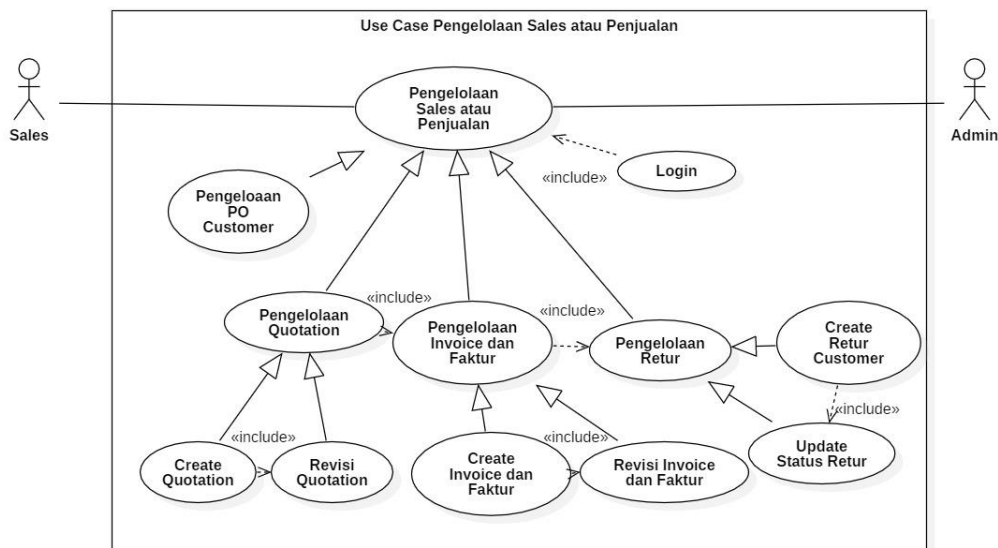 Use Case Pengelolaan Sales atau Penjualan
Sales
Admin
Pengelolaan
Sales atau
Penjualan
«include»
Login
Pengeloaan
PO
Customer
Pengelolaan
Quotation
«include»
Pengelolaan
Invoice dan
Faktur
«include»
Pengelolaan
Retur
Create
Retur
Customer
«include»
Create
Quotation
«include»
Revisi
Quotation
Create
Invoice dan
Faktur
«include»
Revisi Invoice
dan Faktur
Update
Status Retur